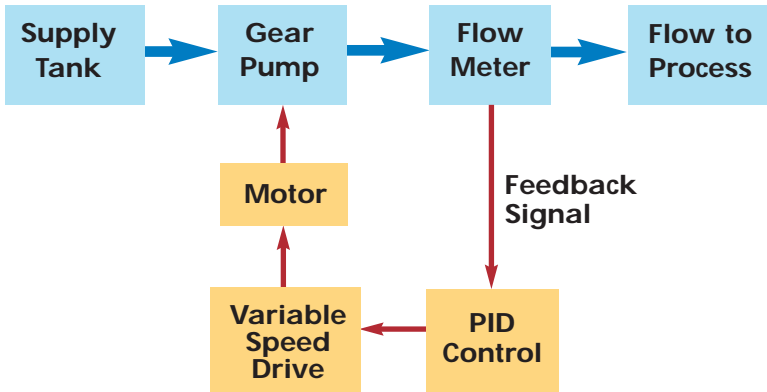 Supply
Tank
Gear
Pump
Flow
Meter
Flow to
Process
Motor
Feedback
Signal
Variable
Speed
Drive
PID
Control